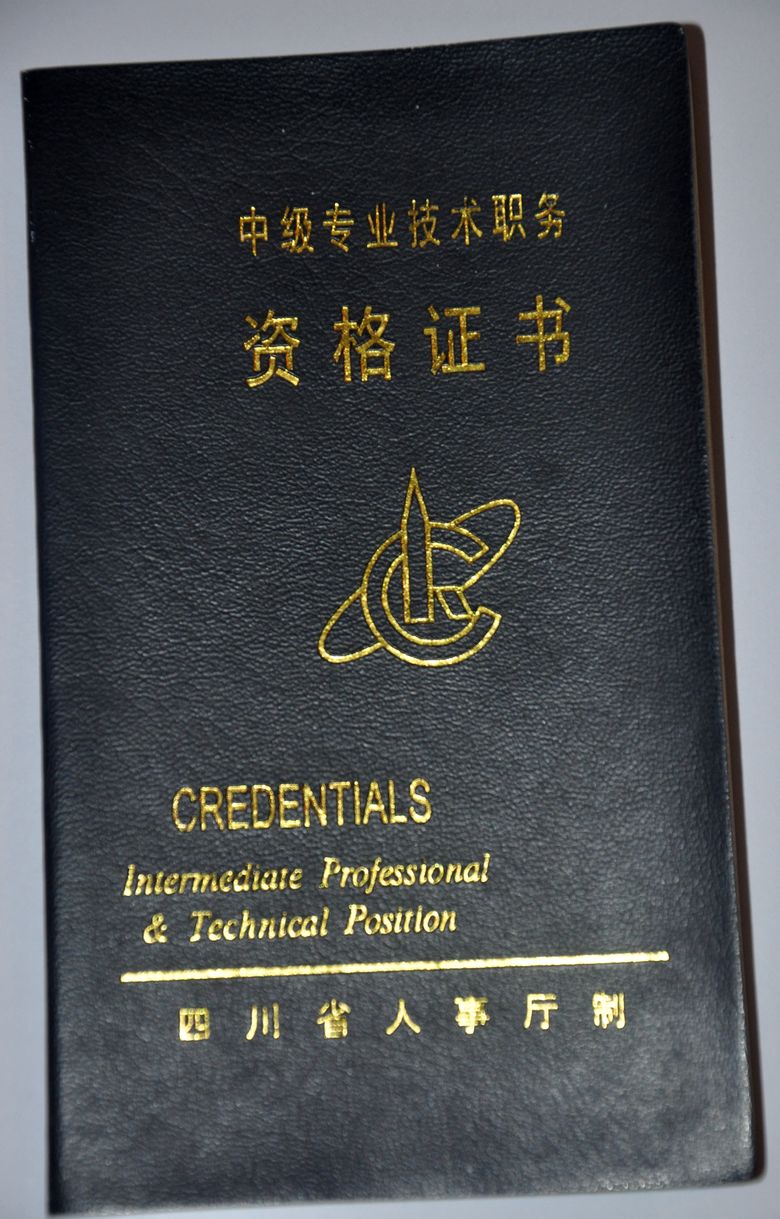 中级专业技术职务
资格证书
CREDENTIALS
Intermediate Professional
& Technical Position
四川省人事厅制